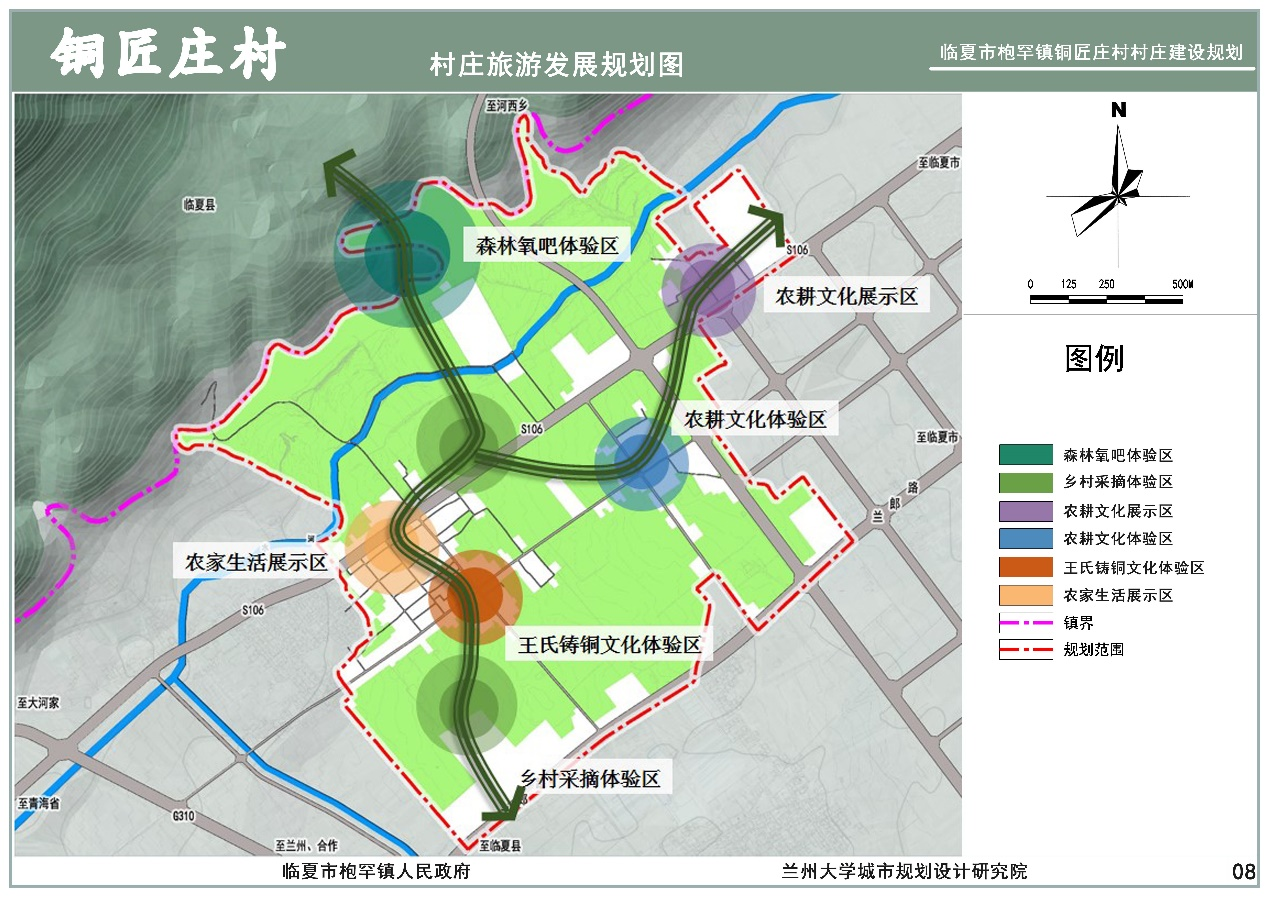 铜匠庄村
村庄旅游发展规划图
临夏市枹罕镇铜匠庄村村庄建设规划
至河西乡
至临夏市
临夏县
森林氧吧体验区
S106
农耕文化展示区
农耕文化体验区
S106
至临夏市
兰郎路
农家生活展示区
S106
王氏铸铜文化体验区
至大河家
乡村采摘体验区
至青海省
G310
至兰州、合作
至临夏县
N
0 125 250 500M
图例
森林氧吧体验区
乡村采摘体验区
农耕文化展示区
农耕文化体验区
王氏铸铜文化体验区
农家生活展示区
镇界
规划范围
临夏市枹罕镇人民政府
兰州大学城市规划设计研究院
08